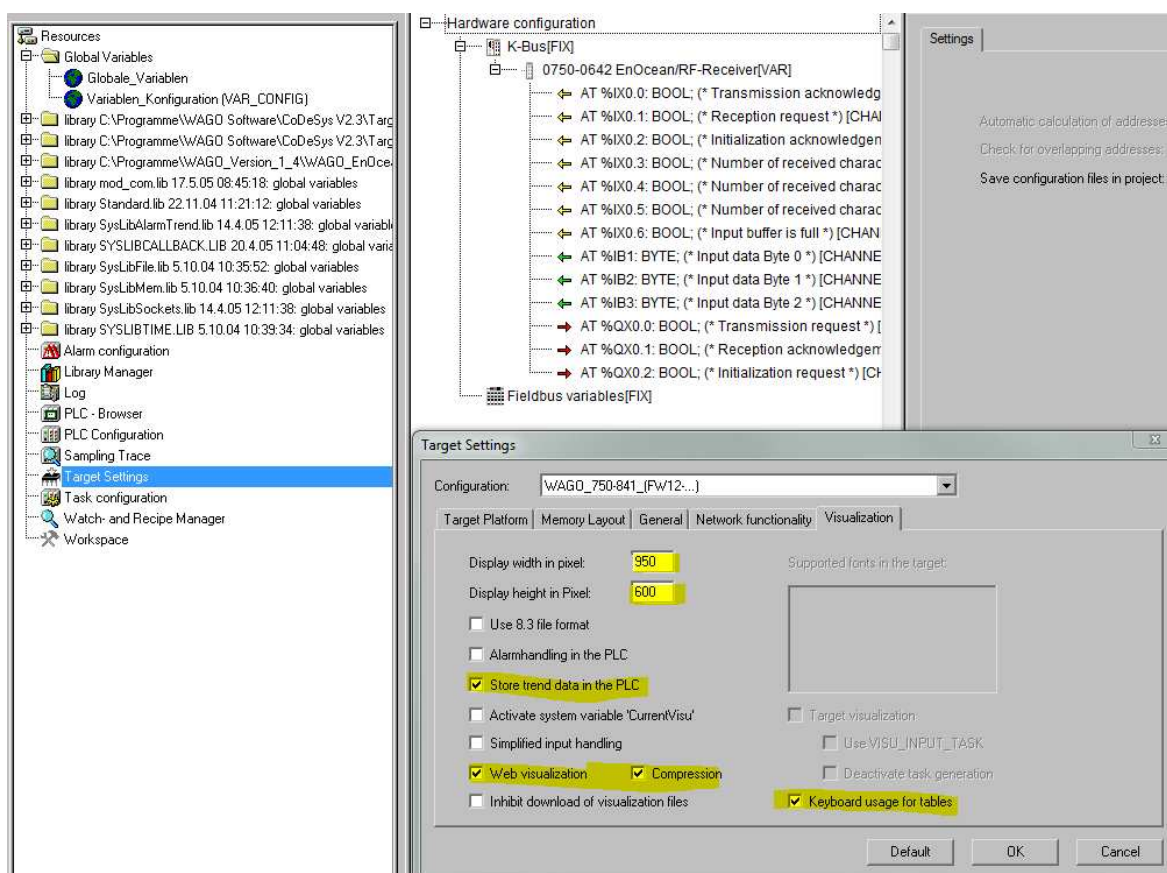 Resources
Global Variables
Globale_Variablen
Variablen_Konfiguration (VAR_CONFIG)
library C:\Programme\WAGO Software\CoDeSys V2.3\Targ
library C:\Programme\WAGO Software\CoDeSys V2.3\Targ
library C:\Programme\WAGO_Version_1_4\WAGO_EnOcea
library mod_com.lib 17.5.05 08:45:18: global variables
library Standard.lib 22.11.04 11:21:12: global variables
library SysLibAlarmTrend.lib 14.4.05 12:11:38: global variabl
library SYSLIBCALLBACK.LIB 20.4.05 11:04:48: global varia
library SysLibFile.lib 5.10.04 10:35:52: global variables
library SysLibMem.lib 5.10.04 10:36:40: global variables
library SysLibSockets.lib 14.4.05 12:11:38: global variables
library SYSLIBTIME.LIB 5.10.04 10:39:34: global variables
Alarm configuration
Library Manager
Log
PLC - Browser
PLC Configuration
Sampling Trace
Target Settings
Task configuration
Watch- and Recipe Manager
Workspace
Hardware configuration
K-Bus[FIX]
0750-0642 EnOcean/RF-Receiver[VAR]
AT %IX0.0: BOOL; (* Transmission acknowledg
AT %IX0.1: BOOL; (* Reception request *) [CHAI
AT %IX0.2: BOOL; (* Initialization acknowledgen
AT %IX0.3: BOOL; (* Number of received charac
AT %IX0.4: BOOL; (* Number of received charac
AT %IX0.5: BOOL; (* Number of received charac
AT %IX0.6: BOOL; (* Input buffer is full *) [CHAN
AT %IB1: BYTE; (* Input data Byte 0 *) [CHANNE
AT %IB2: BYTE; (* Input data Byte 1 *) [CHANNE
AT %IB3: BYTE; (* Input data Byte 2 *) [CHANNE
AT %QX0.0: BOOL; (* Transmission request *) [
AT %QX0.1: BOOL; (* Reception acknowledgem
AT %QX0.2: BOOL; (* Initialization request *) [CH
Fieldbus variables[FIX]
Settings
Automatic calculation of addresses
Check for overlapping addresses:
Save configuration files in project:
Target Settings
Configuration: WAGO_750-841_(FW12-...)
Target Platform Memory Layout General Network functionality Visualization
Display width in pixel: 950 Supported fonts in the target:
Display height in Pixel: 600
Use 8.3 file format
Alarmhandling in the PLC
Store trend data in the PLC
Activate system variable 'CurrentVisu' Target visualization
Simplified input handling Use VISU_INPUT_TASK
Web visualization Compression Deactivate task generation
Inhibit download of visualization files Keyboard usage for tables
Default OK Cancel